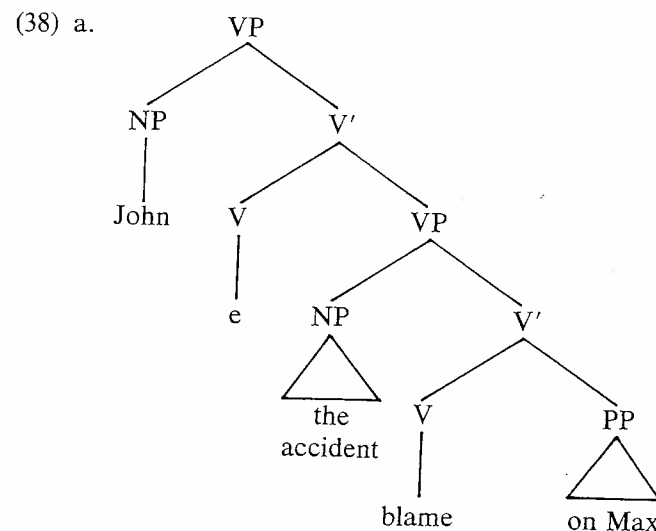 (38) a.
VP
NP V′
John V VP
e NP V′
the V PP
accident
blame on Max